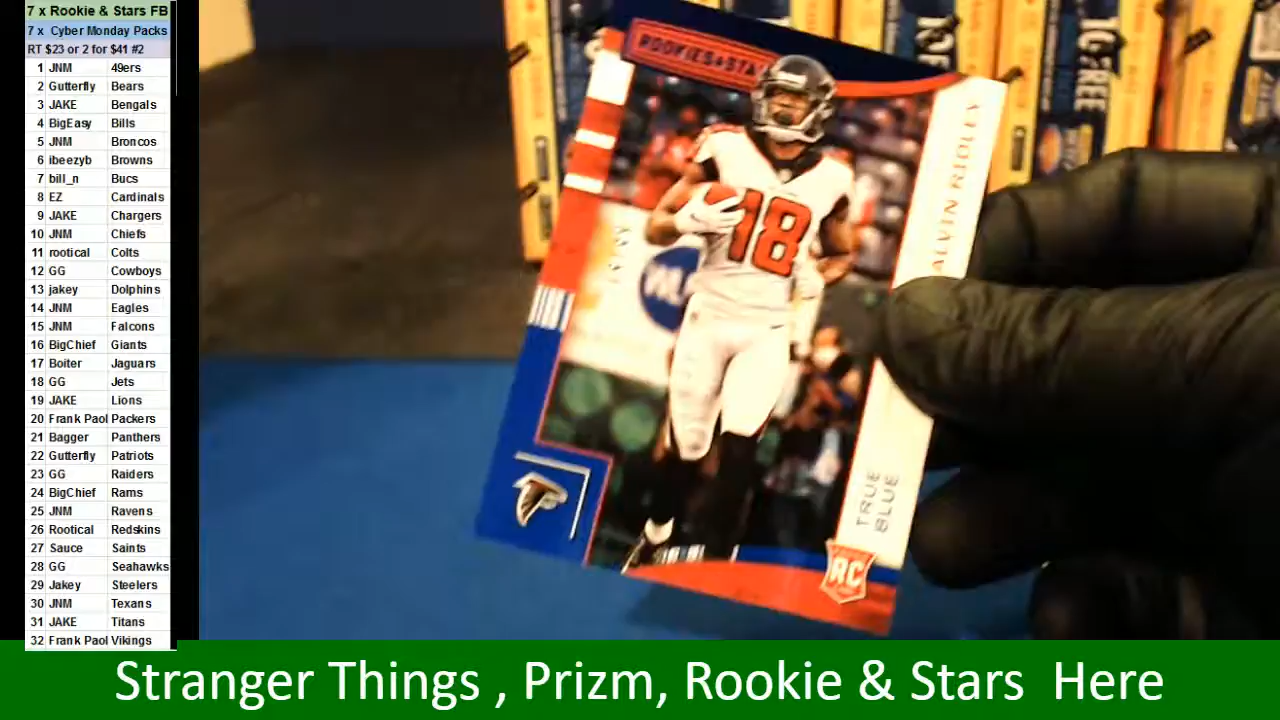 7 x Rookie & Stars FB
7 x Cyber Monday Packs
RT $23 or 2 for $41 #2
1 JNM 49ers
2 Gutterfly Bears
3 JAKE Bengals
4 BigEasy Bills
5 JNM Broncos
6 ibeezyb Browns
7 bill_n Bucs
8 EZ Cardinals
9 JAKE Chargers
10 JNM Chiefs
11 rootical Colts
12 GG Cowboys
13 jakey Dolphins
14 JNM Eagles
15 JNM Falcons
16 BigChief Giants
17 Boiter Jaguars
18 GG Jets
19 JAKE Lions
20 Frank Paol Packers
21 Bagger Panthers
22 Gutterfly Patriots
23 GG Raiders
24 BigChief Rams
25 JNM Ravens
26 Rootical Redskins
27 Sauce Saints
28 GG Seahawks
29 Jakey Steelers
30 JNM Texans
31 JAKE Titans
32 Frank Paol Vikings
ROOKIES & STA
18
ALVIN RIDLEY
TRUE
BLUE
RC
Stranger Things , Prizm, Rookie & Stars Here